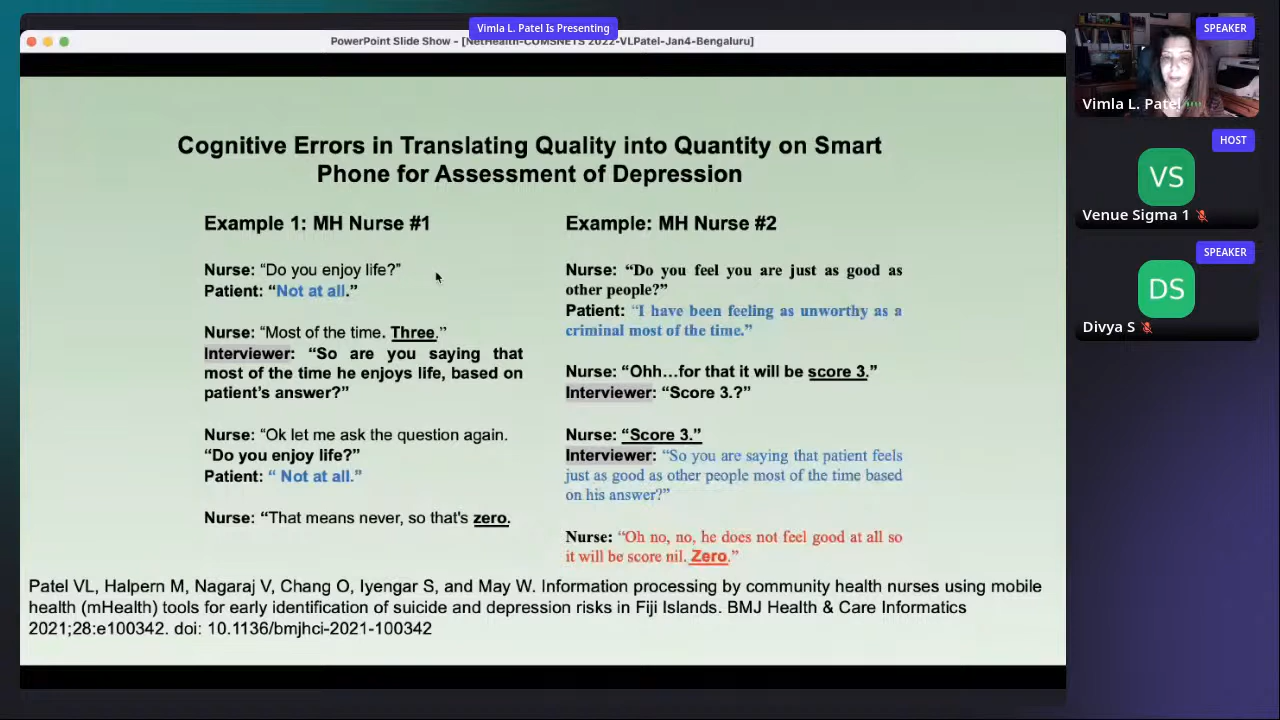 Vimla L. Patel Is Presenting
PowerPoint Slide Show - [NetHealth-COMSNETS 2022-VLPatel-Jan4-Bengaluru]
Cognitive Errors in Translating Quality into Quantity on Smart
Phone for Assessment of Depression
Example 1: MH Nurse #1
Nurse: “Do you enjoy life?”
Patient: “Not at all.”
Nurse: “Most of the time. Three.”
Interviewer: “So are you saying that
most of the time he enjoys life, based on
patient’s answer?”
Nurse: “Ok let me ask the question again.
“Do you enjoy life?”
Patient: “ Not at all.”
Nurse: “That means never, so that's zero.
Example: MH Nurse #2
Nurse: “Do you feel you are just as good as
other people?”
Patient: “I have been feeling as unworthy as a
criminal most of the time.”
Nurse: “Ohh...for that it will be score 3.”
Interviewer: “Score 3.?”
Nurse: “Score 3.”
Interviewer: “So you are saying that patient feels
just as good as other people most of the time based
on his answer?”
Nurse: “Oh no, no, he does not feel good at all so
it will be score nil. Zero.”
Patel VL, Halpern M, Nagaraj V, Chang O, Iyengar S, and May W. Information processing by community health nurses using mobile
health (mHealth) tools for early identification of suicide and depression risks in Fiji Islands. BMJ Health & Care Informatics
2021;28:e100342. doi: 10.1136/bmjhci-2021-100342
SPEAKER
Vimla L. Patel
HOST
VS
Venue Sigma 1
SPEAKER
DS
Divya S